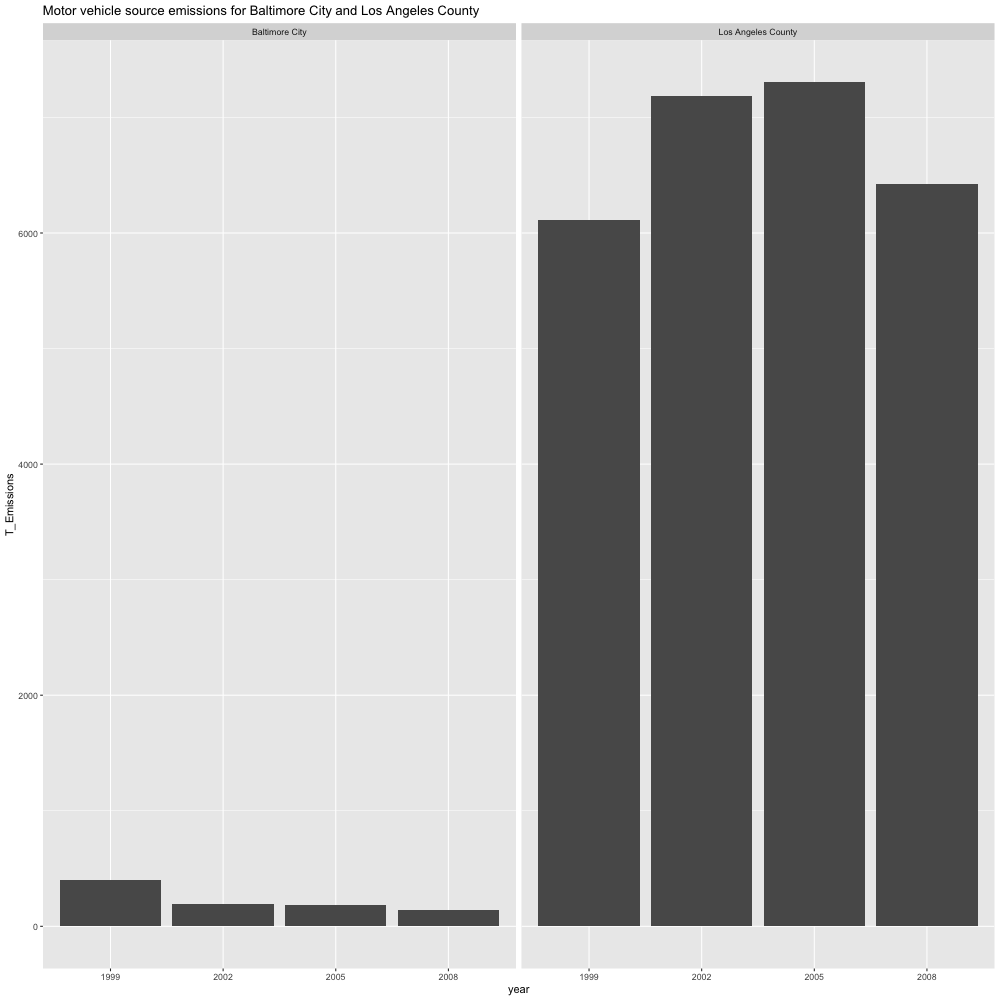 Motor vehicle source emissions for Baltimore City and Los Angeles County
Baltimore City
Los Angeles County
T_Emissions
6000
4000
2000
0
1999
2002
2005
2008
1999
2002
2005
2008
year